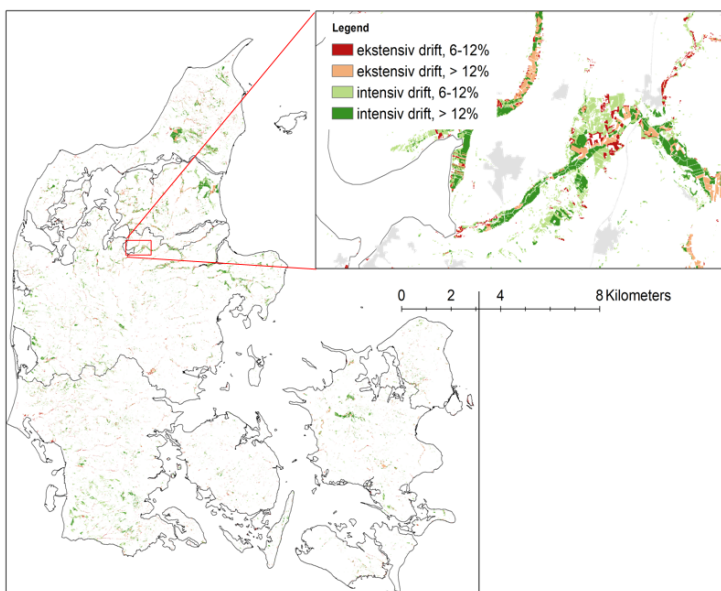 Legend
ekstensiv drift, 6-12%
ekstensiv drift, > 12%
intensiv drift, 6-12%
intensiv drift, > 12%
0 2 4 8 Kilometers